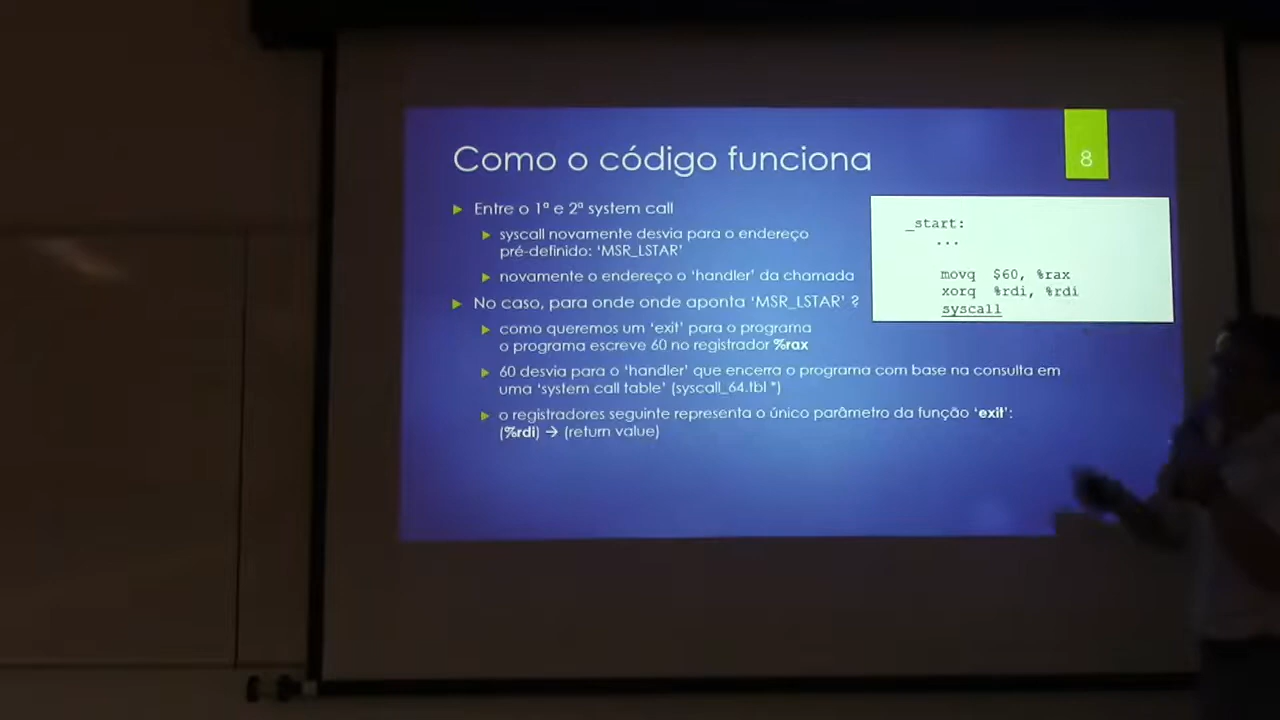 Como o código funciona
8
Entre o 1ª e 2ª system call
syscall novamente desvia para o endereço
pré-definido: ‘MSR_LSTAR’
novamente o endereço o ‘handler’ da chamada
No caso, para onde onde aponta ‘MSR_LSTAR’ ?
como queremos um ‘exit’ para o programa
o programa escreve 60 no registrador %rax
60 desvia para o ‘handler’ que encerra o programa com base na consulta em
uma ‘system call table’ (syscall_64.tbl *)
o registradores seguinte representa o único parâmetro da função ‘exit’:
(%rdi) → (return value)
_start:
...
movq $60, %rax
xorq %rdi, %rdi
syscall